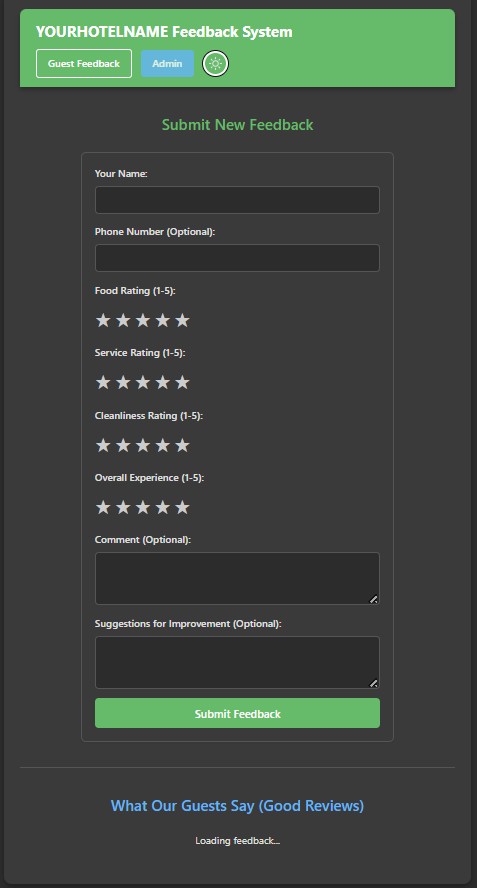 YOURHOTELNAME Feedback System
Guest Feedback Admin
Submit New Feedback
Your Name:
Phone Number (Optional):
Food Rating (1-5):
★★★★★
Service Rating (1-5):
★★★★★
Cleanliness Rating (1-5):
★★★★★
Overall Experience (1-5):
★★★★★
Comment (Optional):
Suggestions for Improvement (Optional):
Submit Feedback
What Our Guests Say (Good Reviews)
Loading feedback...